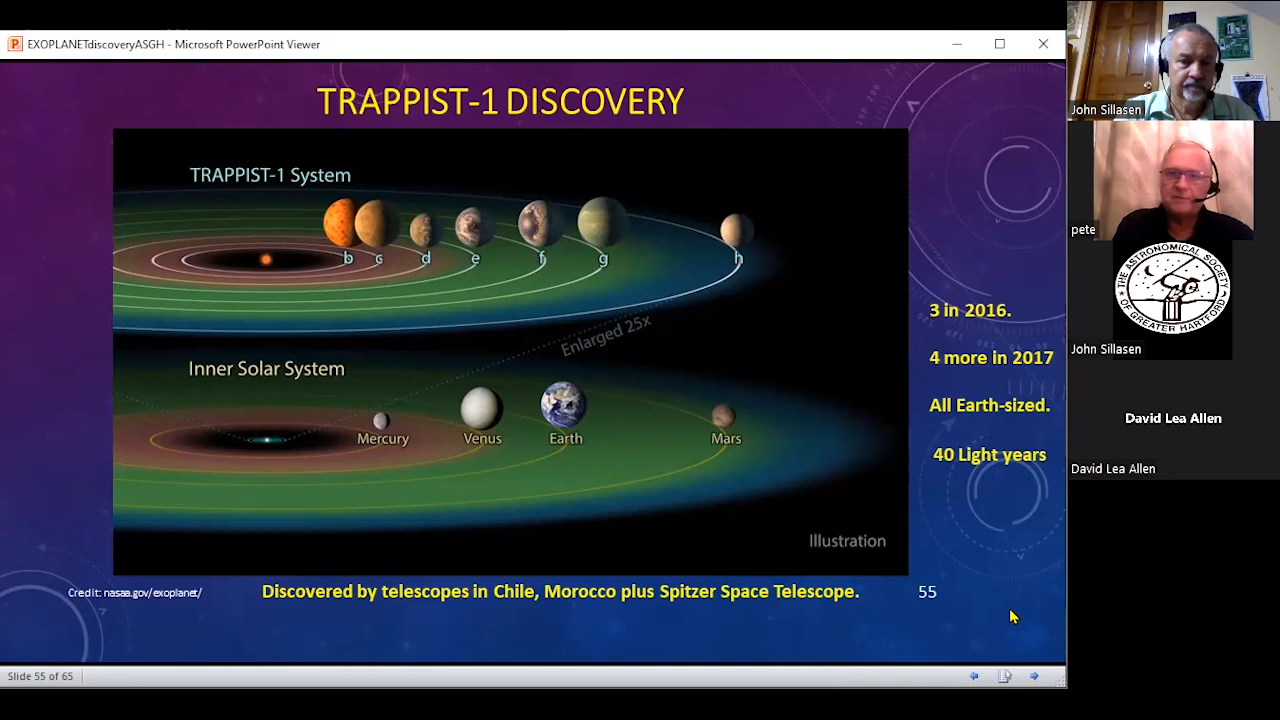 EXOPLANETdiscoveryASGH - Microsoft PowerPoint Viewer
TRAPPIST-1 DISCOVERY
TRAPPIST-1 System
b c d e f g h
Enlarged 25x
Inner Solar System
Mercury Venus Earth Mars
Illustration
3 in 2016.
4 more in 2017
All Earth-sized.
40 Light years
Credit: nasaa.gov/exoplanet/
Discovered by telescopes in Chile, Morocco plus Spitzer Space Telescope.
55
Slide 55 of 65
John Sillasen
pete
THE ASTRONOMICAL SOCIETY
OF GREATER HARTFORD
John Sillasen
David Lea Allen
David Lea Allen